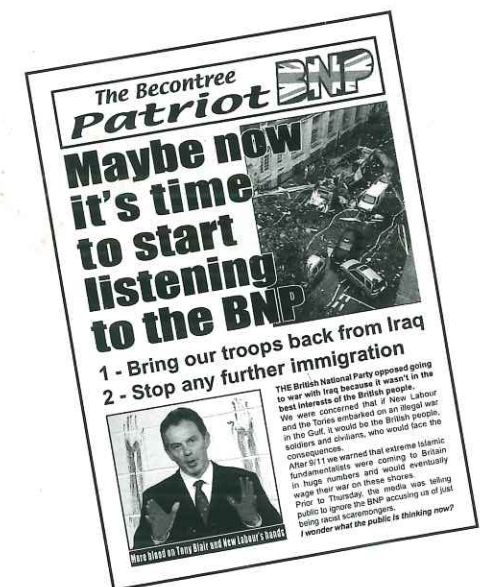 The Becontree
Patriot BNP
Maybe now
it's time
to start
listening
to the BNP
1 - Bring our troops back from Iraq
2 - Stop any further immigration
THE British National Party opposed going
to war with Iraq because it wasn't in the
best interests of the British people.
We were concerned that if New Labour
and the Tories embarked on an illegal war
in the Gulf, it would be the British people,
soldiers and civilians, who would face the
consequences.
After 9/11 we warned that extreme Islamic
fundamentalists were coming to Britain
in huge numbers and would eventually
wage their war on these shores.
Prior to Thursday, the media was telling
public to ignore the BNP accusing us of just
being racist scaremongers.
I wonder what the public is thinking now?
More blood on Tony Blair and New Labour's hands